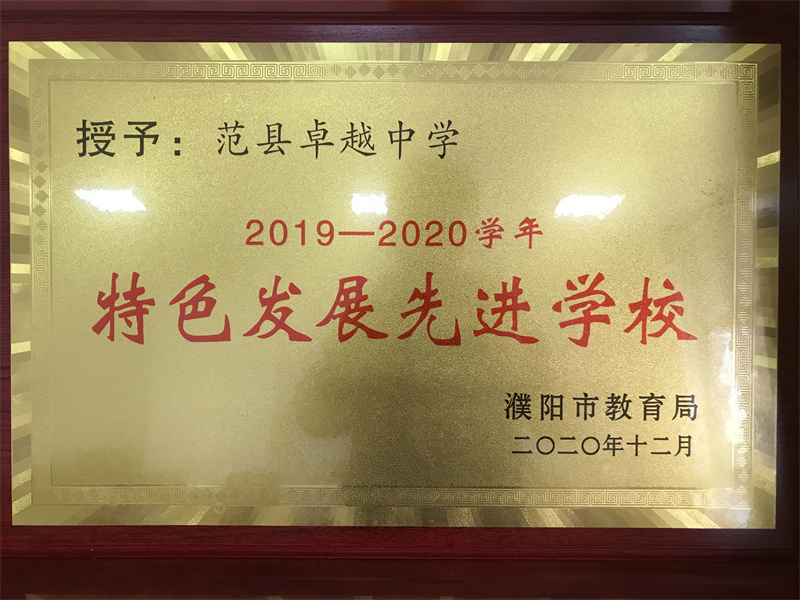 授予：范县卓越中学
2019—2020学年
特色发展先进学校
濮阳市教育局
二〇二〇年十二月